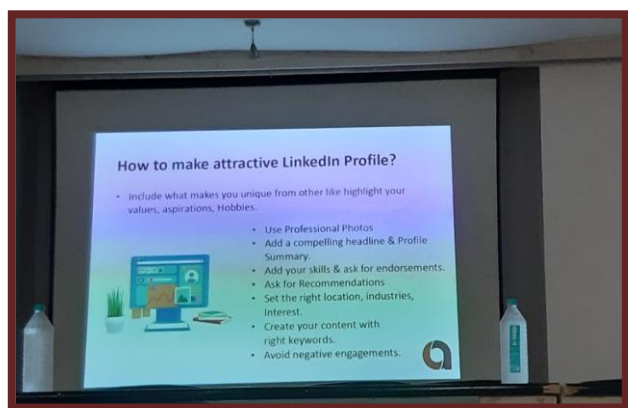 How to make attractive LinkedIn Profile?
• Include what makes you unique from other like highlight your
values, aspirations, Hobbies.
• Use Professional Photos
• Add a compelling headline & Profile
Summary.
• Add your skills & ask for endorsements.
• Ask for Recommendations
• Set the right location, industries,
Interest.
• Create your content with
right keywords.
• Avoid negative engagements.